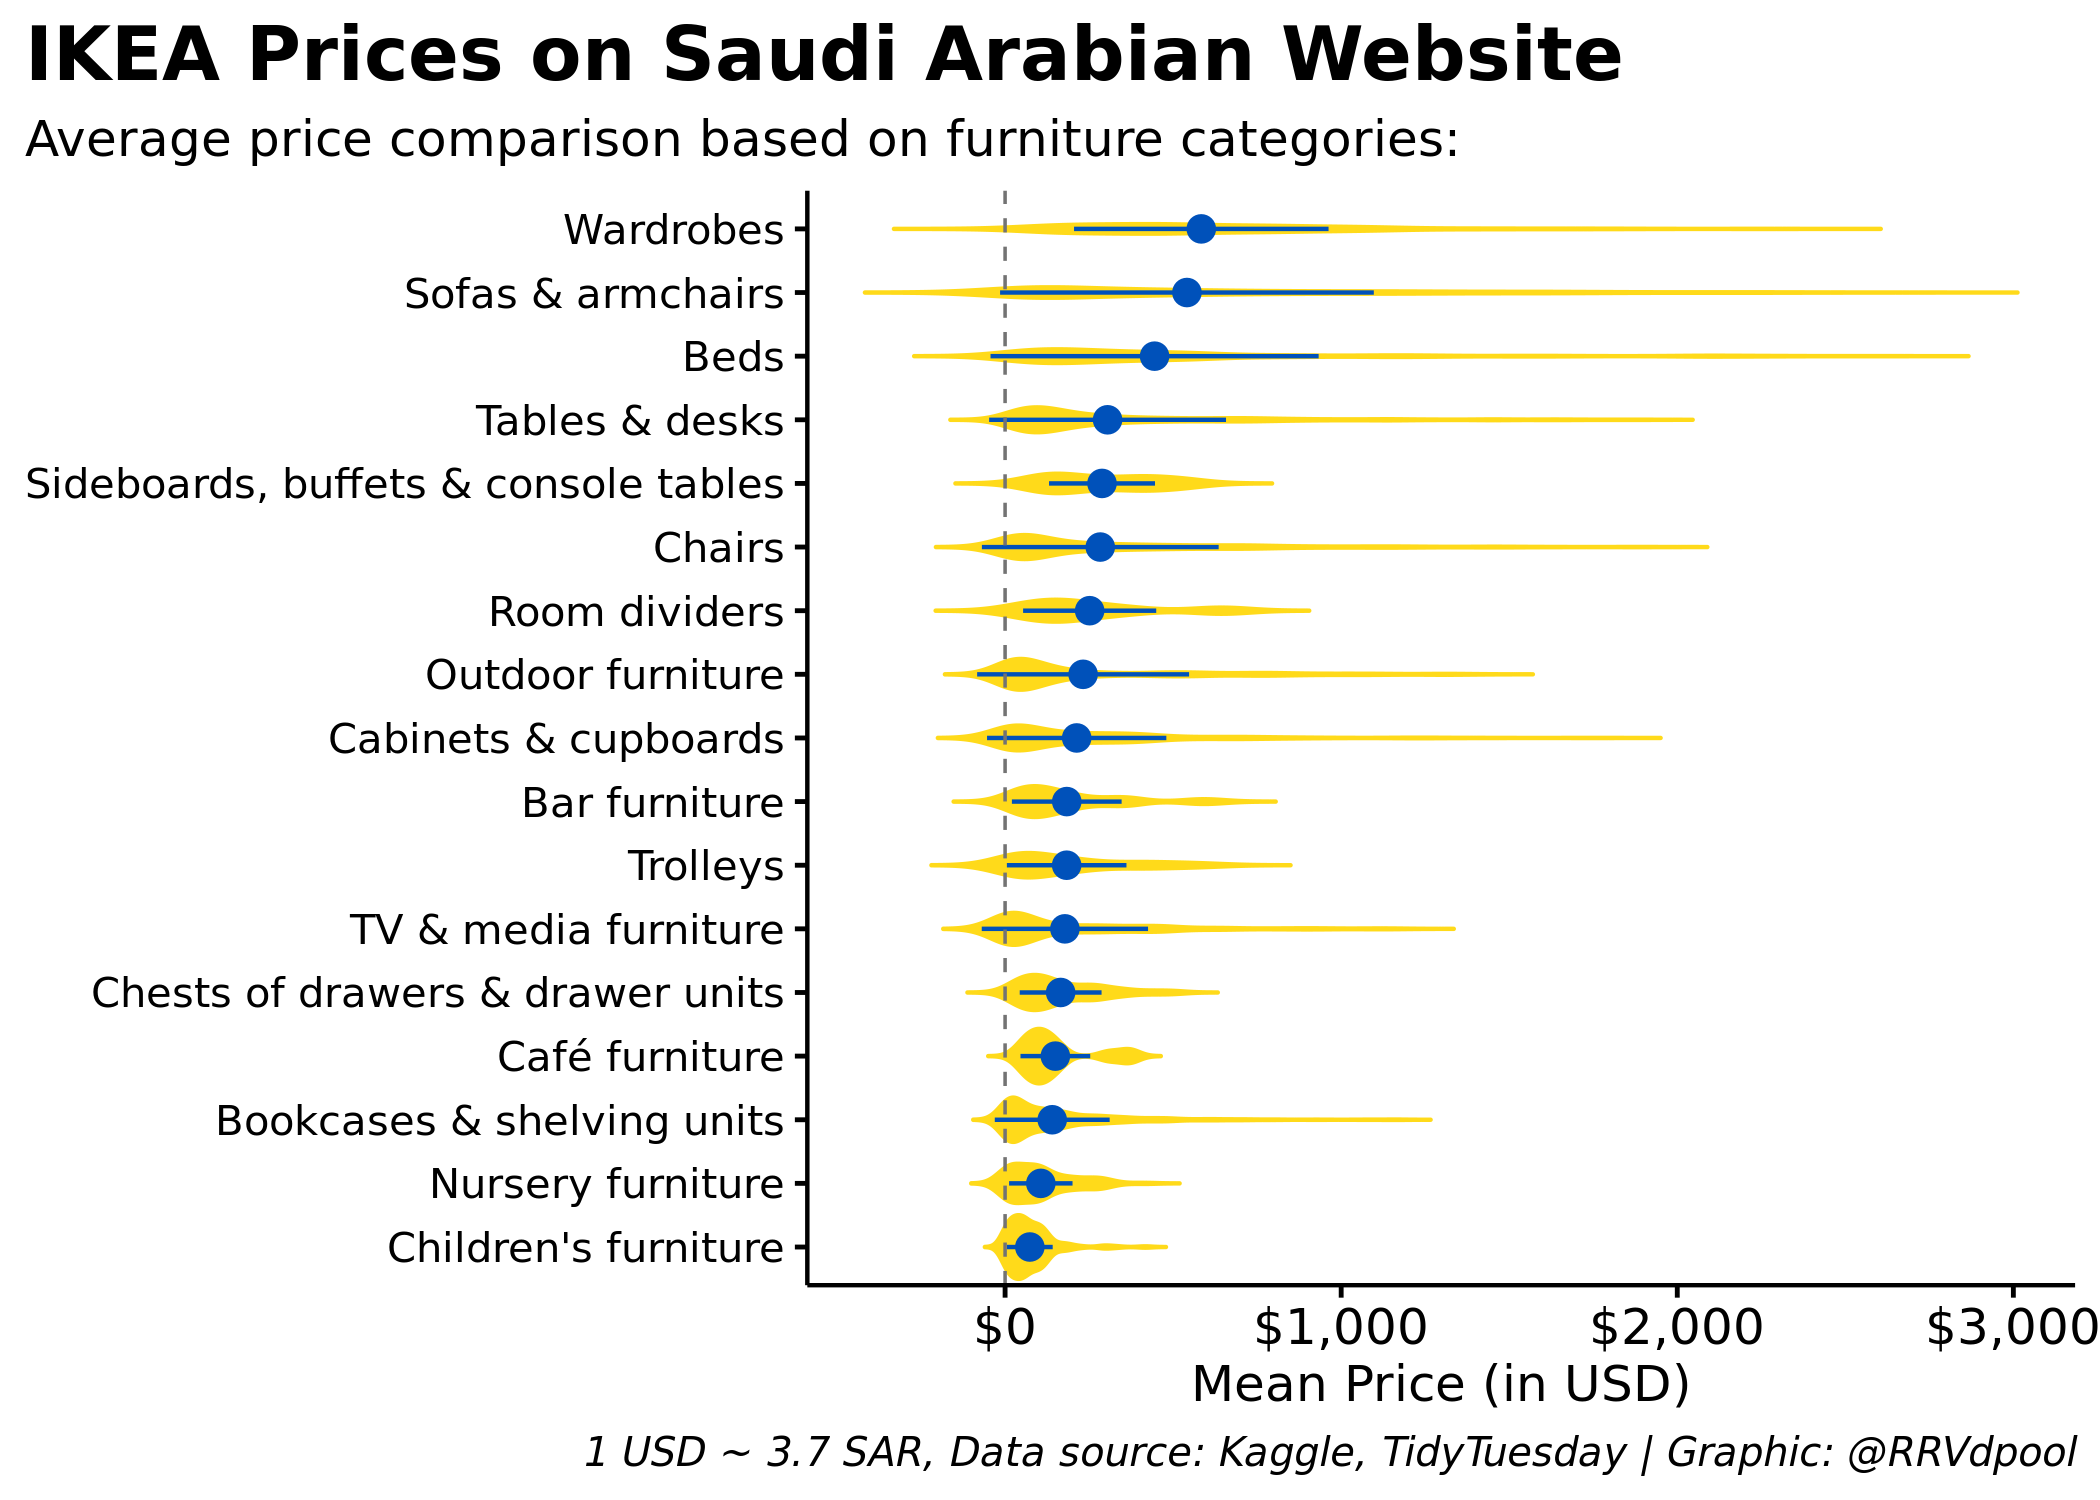 IKEA Prices on Saudi Arabian Website
Average price comparison based on furniture categories:
Wardrobes
Sofas & armchairs
Beds
Tables & desks
Sideboards, buffets & console tables
Chairs
Room dividers
Outdoor furniture
Cabinets & cupboards
Bar furniture
Trolleys
TV & media furniture
Chests of drawers & drawer units
Café furniture
Bookcases & shelving units
Nursery furniture
Children's furniture
$0 $1,000 $2,000 $3,000
Mean Price (in USD)
1 USD ~ 3.7 SAR, Data source: Kaggle, TidyTuesday | Graphic: @RRVdpool